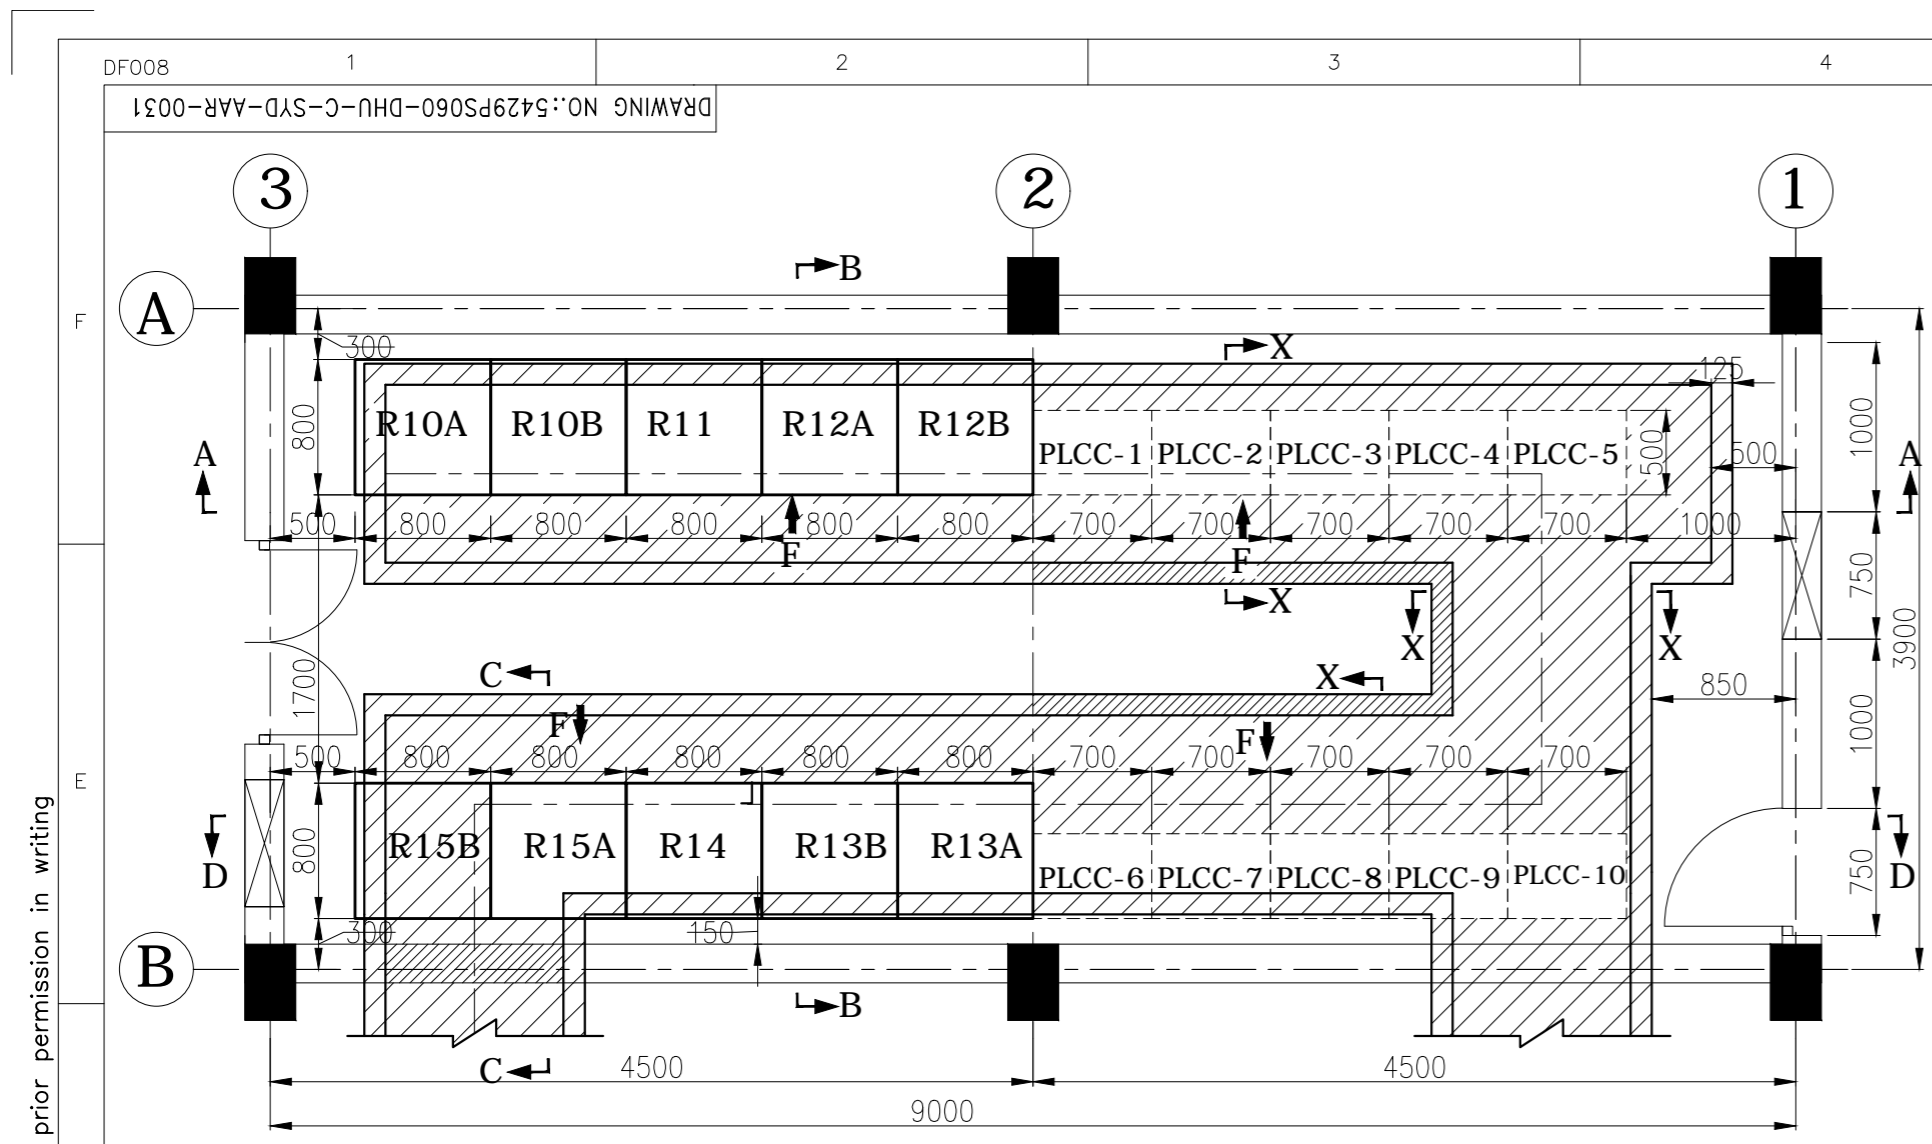 1 2 3 4
DF008
DRAWING NO.:5429PS060-DHU-C-SYD-AAR-0031
3 2 1
B
A
F
300 X
125
800 R10A R10B R11 R12A R12B 500 500 1000
PLCC-1 PLCC-2 PLCC-3 PLCC-4 PLCC-5
A A
500 800 800 800 800 800 700 700 700 700 700 1000
F F
750
X
X X
3900
C X
1700 850
F F
1000
500 800 800 800 800 800 700 700 700 700 700
E
800 R15B R15A R14 R13B R13A
PLCC-6 PLCC-7 PLCC-8 PLCC-9 PLCC-10
D D
750
300 150
B
B
C
4500 4500
9000
prior permission in writing